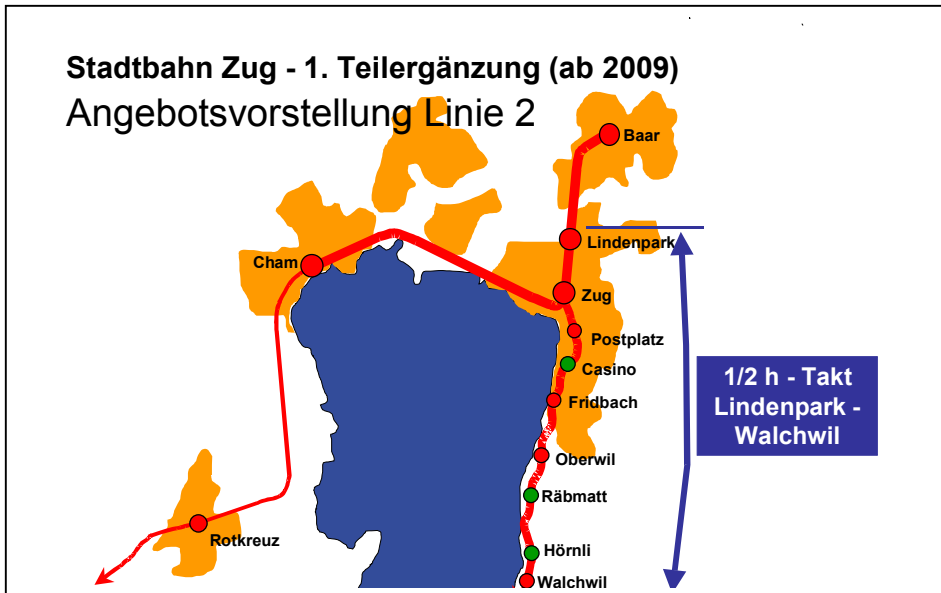 Stadtbahn Zug - 1. Teilergänzung (ab 2009)
Angebotsvorstellung Linie 2
Baar
Lindenpark
Cham
Zug
Postplatz
Casino
Fridbach
1/2 h - Takt
Lindenpark -
Walchwil
Oberwil
Räbmatt
Rotkreuz
Hörnli
Walchwil